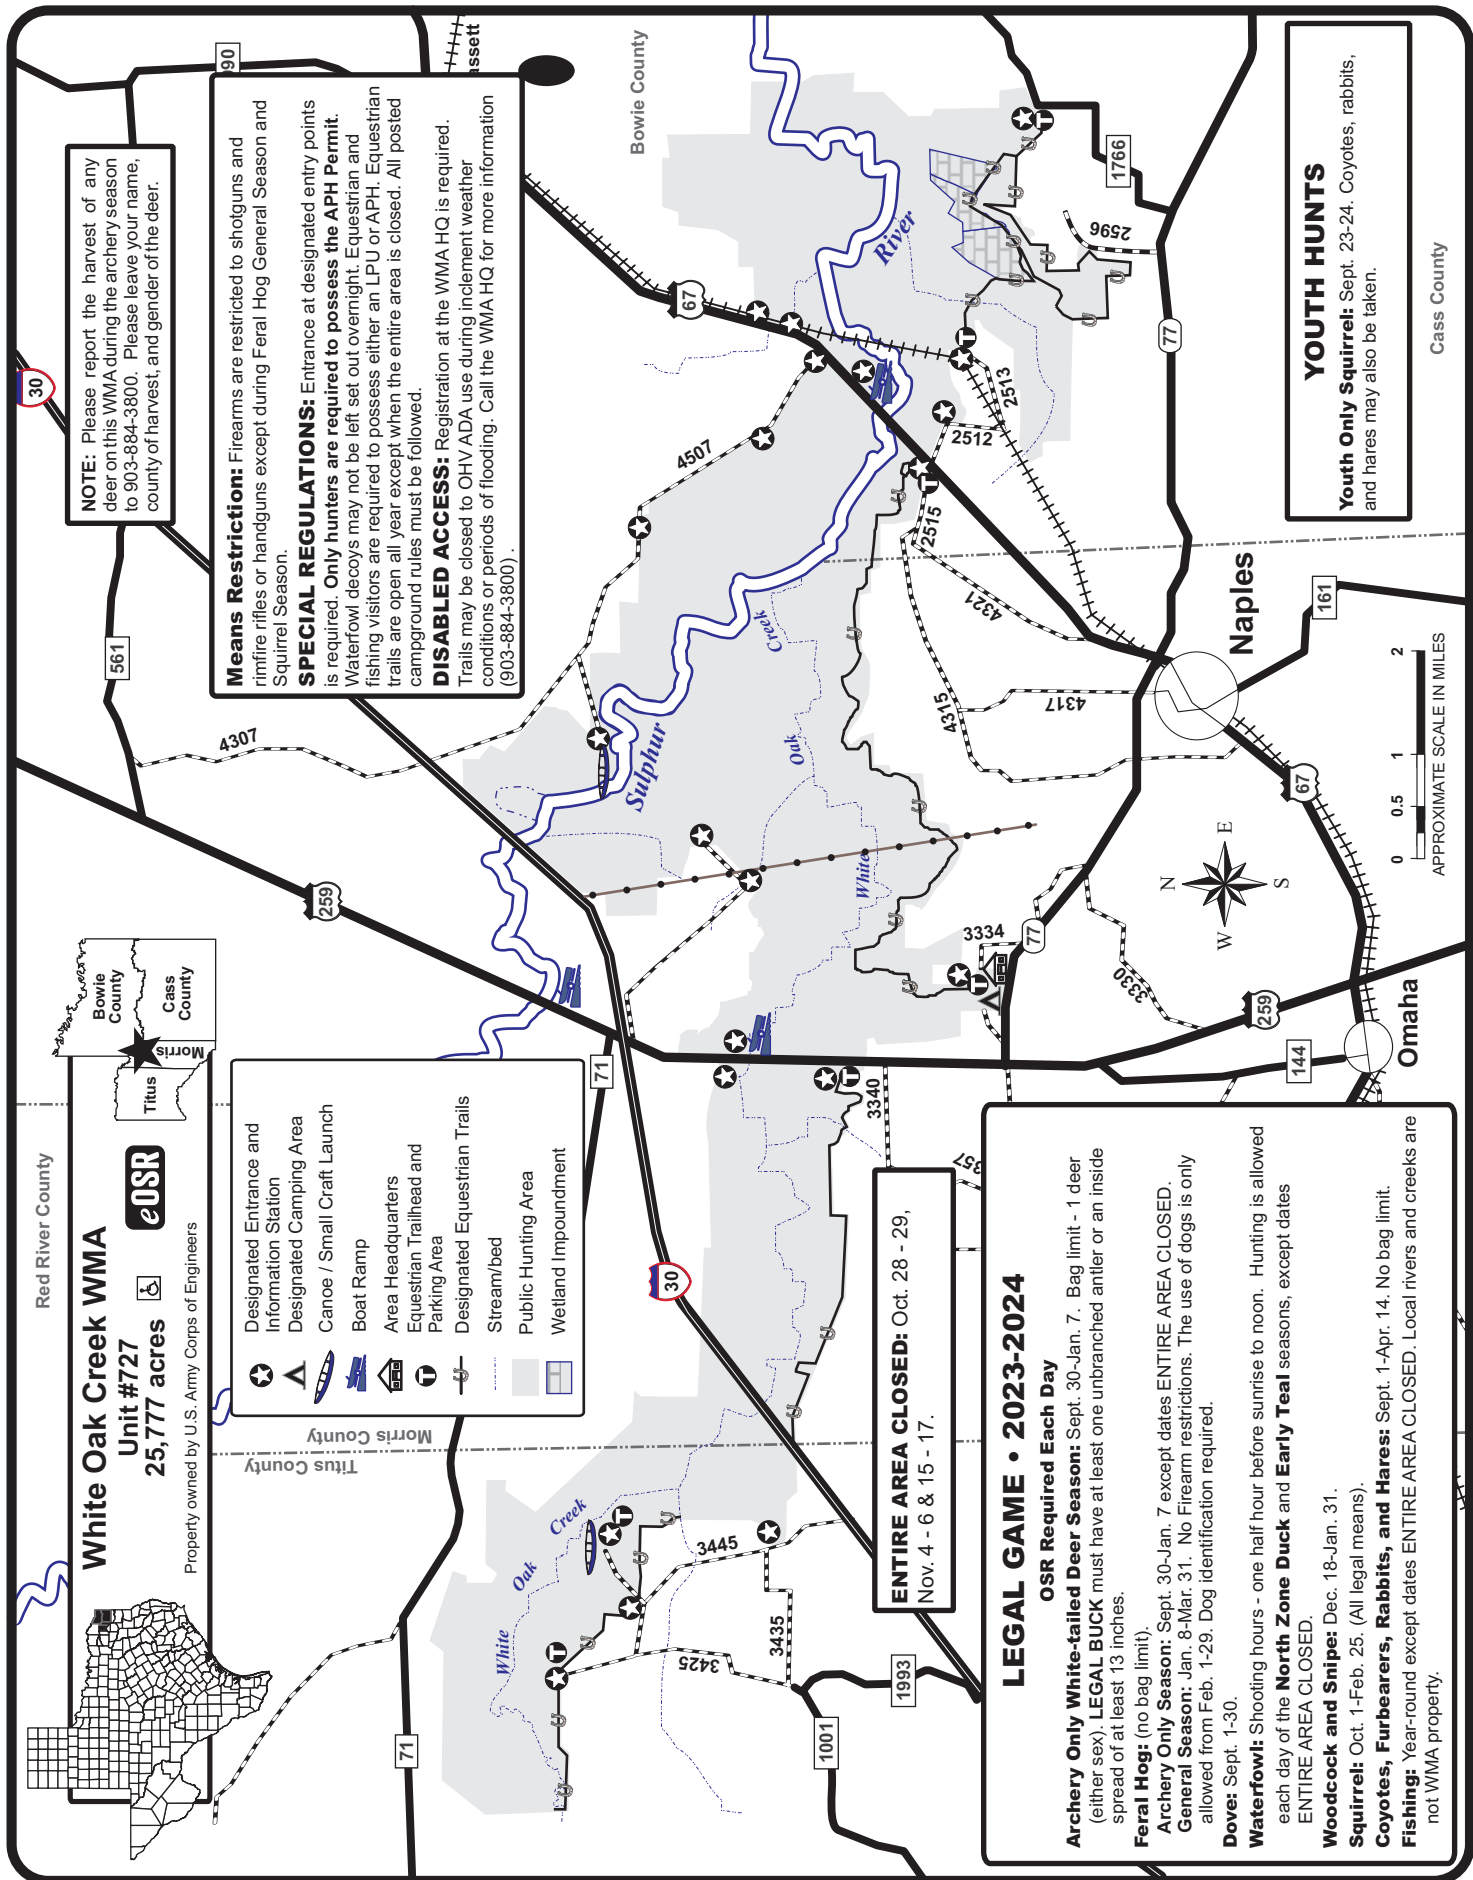 Red River County
White Oak Creek WMA
Unit #727
25,777 acres
eOSR
Property owned by U.S. Army Corps of Engineers
Bowie
County
Cass
County
Morris
Titus
Designated Entrance and
Information Station
Designated Camping Area
Canoe / Small Craft Launch
Boat Ramp
Area Headquarters
Equestrian Trailhead and
Parking Area
Designated Equestrian Trails
Stream/bed
Public Hunting Area
Wetland Impoundment
NOTE: Please report the harvest of any
deer on this WMA during the archery season
to 903-884-3800. Please leave your name,
county of harvest, and gender of the deer.
Means Restriction: Firearms are restricted to shotguns and
rimfire rifles or handguns except during Feral Hog General Season and
Squirrel Season.
SPECIAL REGULATIONS: Entrance at designated entry points
is required. Only hunters are required to possess the APH Permit.
Waterfowl decoys may not be left set out overnight. Equestrian and
fishing visitors are required to possess either an LPU or APH. Equestrian
trails are open all year except when the entire area is closed. All posted
campground rules must be followed.
DISABLED ACCESS: Registration at the WMA HQ is required.
Trails may be closed to OHV ADA use during inclement weather
conditions or periods of flooding. Call the WMA HQ for more information
(903-884-3800) .
30
561
4307
259
71
90
assett
Bowie County
67
4507
Sulphur
River
Creek
Oak
White
2596
1766
77
2513
2512
2515
4321
4315
4317
Naples
161
67
Cass County
YOUTH HUNTS
Youth Only Squirrel: Sept. 23-24. Coyotes, rabbits,
and hares may also be taken.
0 0.5 1 2
APPROXIMATE SCALE IN MILES
N
E
S
W
3334
77
3330
259
144
Omaha
3340
357
30
Morris County
Titus County
White
Oak
Creek
3445
3435
3425
1993
1001
71
ENTIRE AREA CLOSED: Oct. 28 - 29,
Nov. 4 - 6 & 15 - 17.
LEGAL GAME • 2023-2024
OSR Required Each Day
Archery Only White-tailed Deer Season: Sept. 30-Jan. 7. Bag limit - 1 deer
(either sex). LEGAL BUCK must have at least one unbranched antler or an inside
spread of at least 13 inches.
Feral Hog: (no bag limit).
Archery Only Season: Sept. 30-Jan. 7 except dates ENTIRE AREA CLOSED.
General Season: Jan .8-Mar. 31. No Firearm restrictions. The use of dogs is only
allowed from Feb. 1-29. Dog identification required.
Dove: Sept. 1-30.
Waterfowl: Shooting hours - one half hour before sunrise to noon. Hunting is allowed
each day of the North Zone Duck and Early Teal seasons, except dates
ENTIRE AREA CLOSED.
Woodcock and Snipe: Dec. 18-Jan. 31.
Squirrel: Oct. 1-Feb. 25. (All legal means).
Coyotes, Furbearers, Rabbits, and Hares: Sept. 1-Apr. 14. No bag limit.
Fishing: Year-round except dates ENTIRE AREA CLOSED. Local rivers and creeks are
not WMA property.